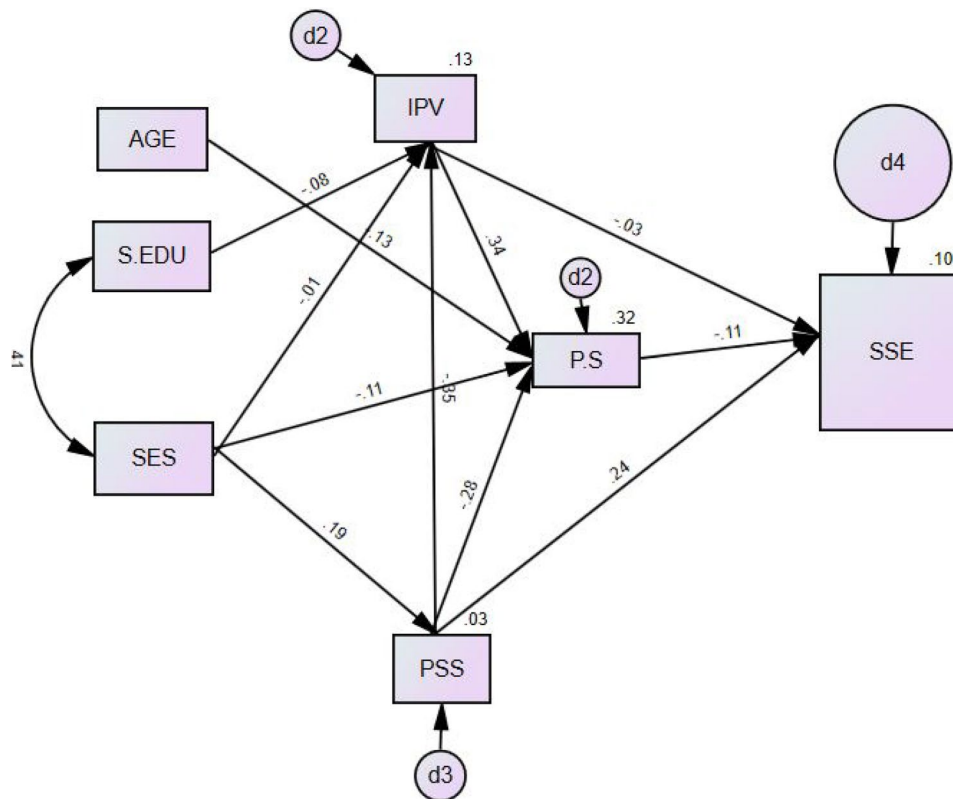 d2
.13
IPV
AGE
d4
-.08
-.03
.13
.34
S.EDU
d2
.10
-.01
.32
P.S
-.11
SSE
41
-.11
-.35
SES
-.28
.24
.19
.03
PSS
d3